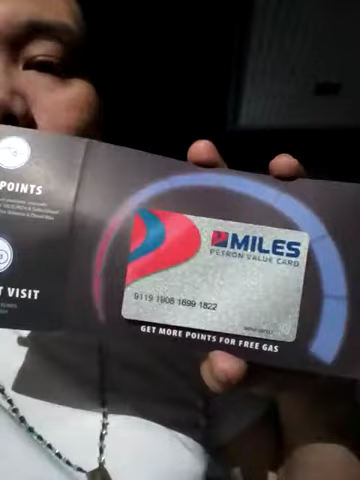 POINTS
T VISIT
MILES
PETRON VALUE CARD
9119 1908 1699 1822
GET MORE POINTS FOR FREE GAS